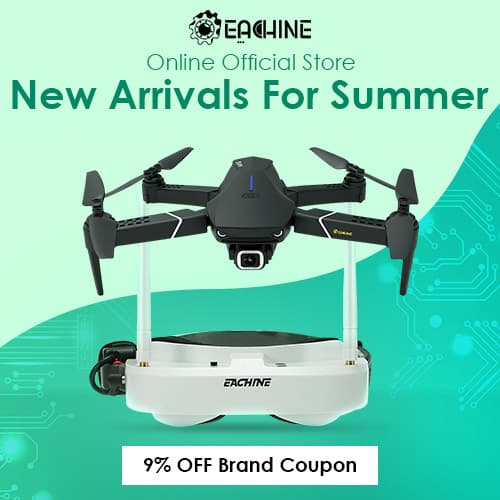 EACHINE
Online Official Store
New Arrivals For Summer
EACHINE
9% OFF Brand Coupon